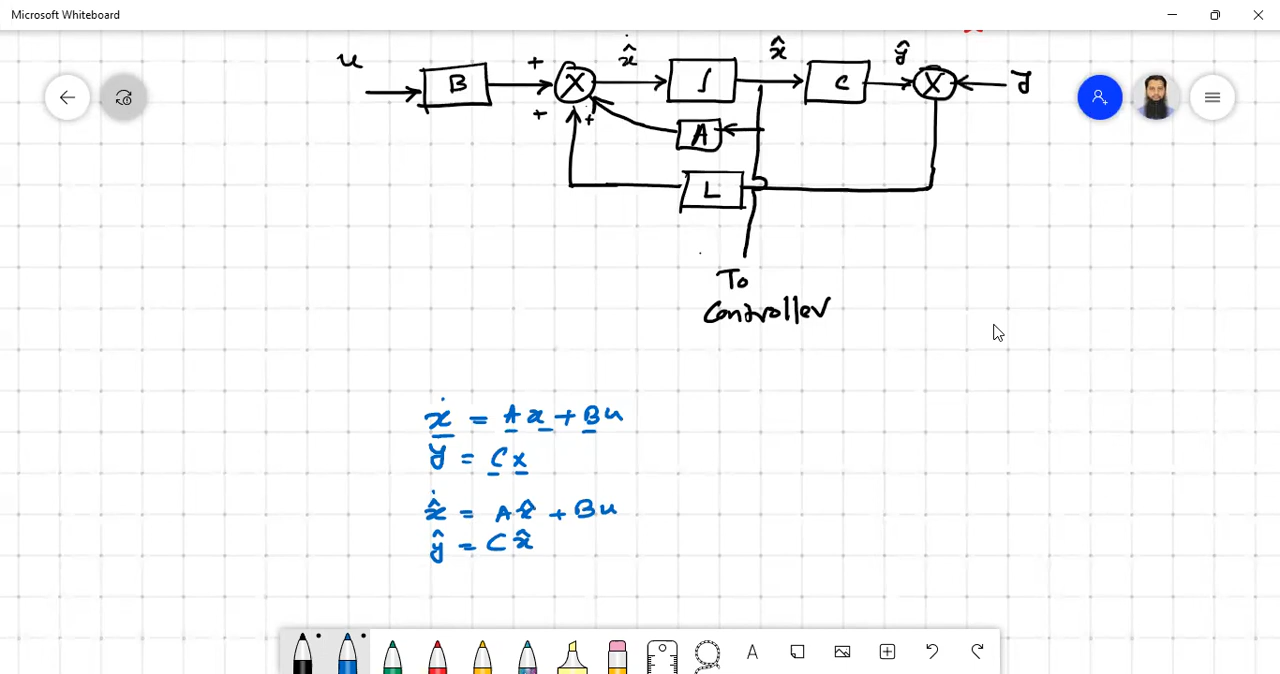 Microsoft Whiteboard
u B + + + X ẋ̂ ∫ x̂ C ŷ X y
A
L
To
Controller
ẋ = Ax + Bu
y = Cx
ẋ̂ = Ax̂ + Bu
ŷ = Cx̂
A